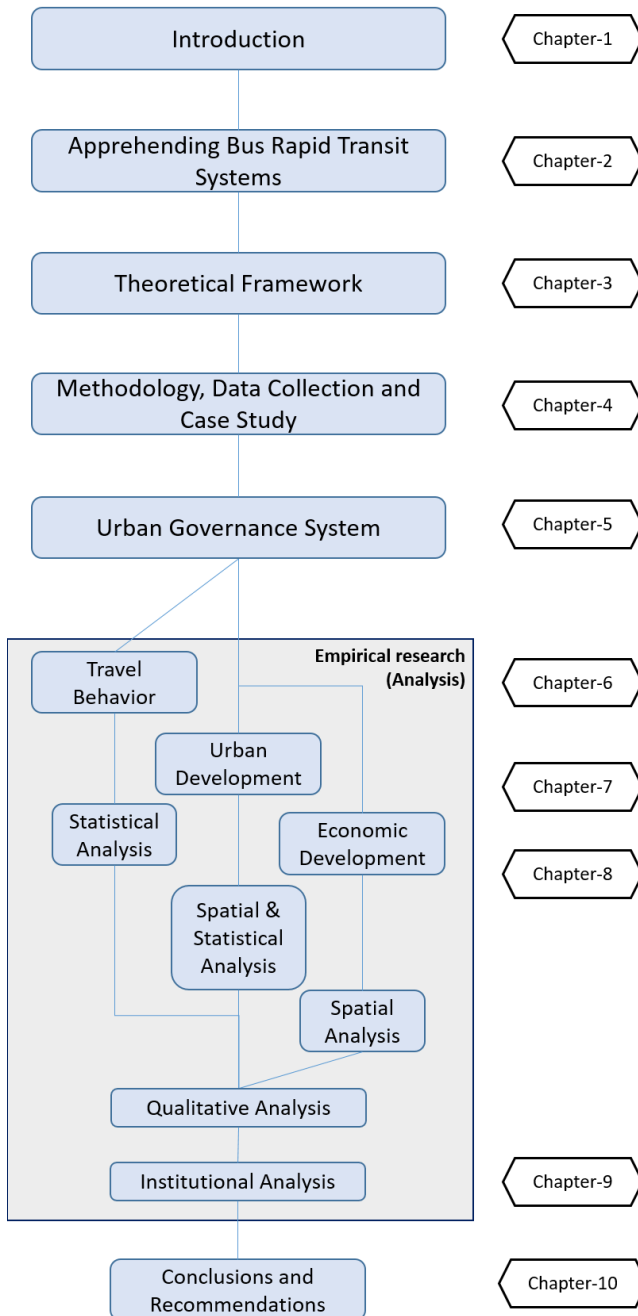 Introduction
Chapter-1
Apprehending Bus Rapid Transit
Systems
Chapter-2
Theoretical Framework
Chapter-3
Methodology, Data Collection and
Case Study
Chapter-4
Urban Governance System
Chapter-5
Empirical research
(Analysis)
Travel
Behavior
Chapter-6
Urban
Development
Chapter-7
Statistical
Analysis
Economic
Development
Chapter-8
Spatial &
Statistical
Analysis
Spatial
Analysis
Qualitative Analysis
Institutional Analysis
Chapter-9
Conclusions and
Recommendations
Chapter-10